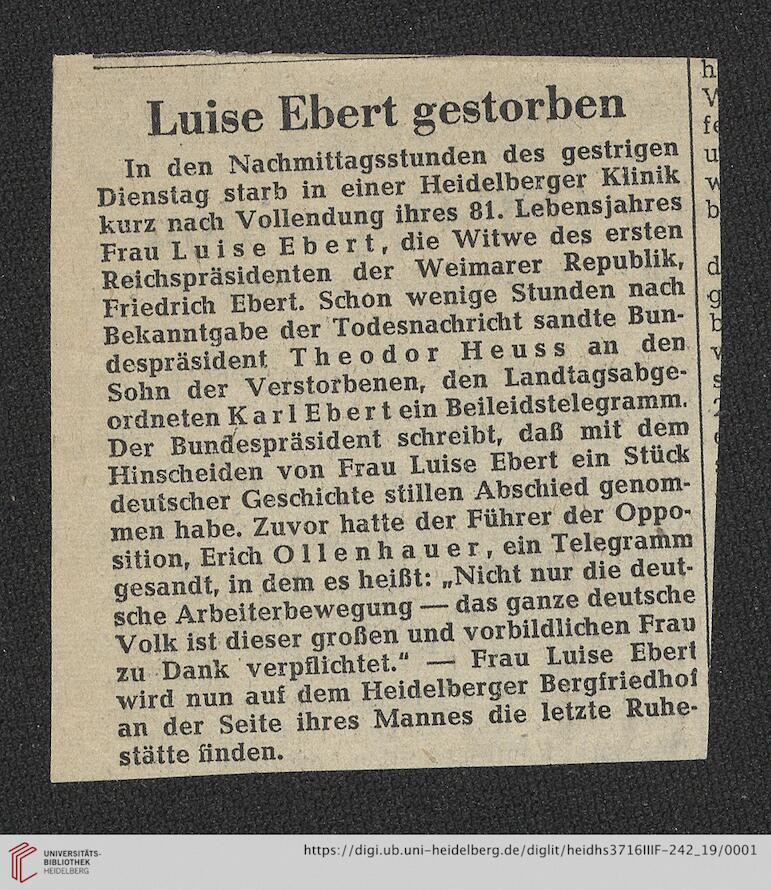 Luise Ebert gestorben
In den Nachmittagsstunden des gestrigen
Dienstag starb in einer Heidelberger Klinik
kurz nach Vollendung ihres 81. Lebensjahres
Frau Luise Ebert, die Witwe des ersten
Reichspräsidenten der Weimarer Republik,
Friedrich Ebert. Schon wenige Stunden nach
Bekanntgabe der Todesnachricht sandte Bun-
despräsident Theodor Heuss an den
Sohn der Verstorbenen, den Landtagsabge-
ordneten Karl Ebert ein Beileidstelegramm.
Der Bundespräsident schreibt, daß mit dem
Hinscheiden von Frau Luise Ebert ein Stück
deutscher Geschichte stillen Abschied genom-
men habe. Zuvor hatte der Führer der Oppo-
sition, Erich Ollenhauer, ein Telegramm
gesandt, in dem es heißt: „Nicht nur die deut-
sche Arbeiterbewegung — das ganze deutsche
Volk ist dieser großen und vorbildlichen Frau
zu Dank verpflichtet." — Frau Luise Ebert
wird nun auf dem Heidelberger Bergfriedhof
an der Seite ihres Mannes die letzte Ruhe-
stätte finden.
UNIVERSITÄTS-
BIBLIOTHEK
HEIDELBERG
https://digi.ub.uni-heidelberg.de/diglit/heidhs3716IIIF-242_19/0001